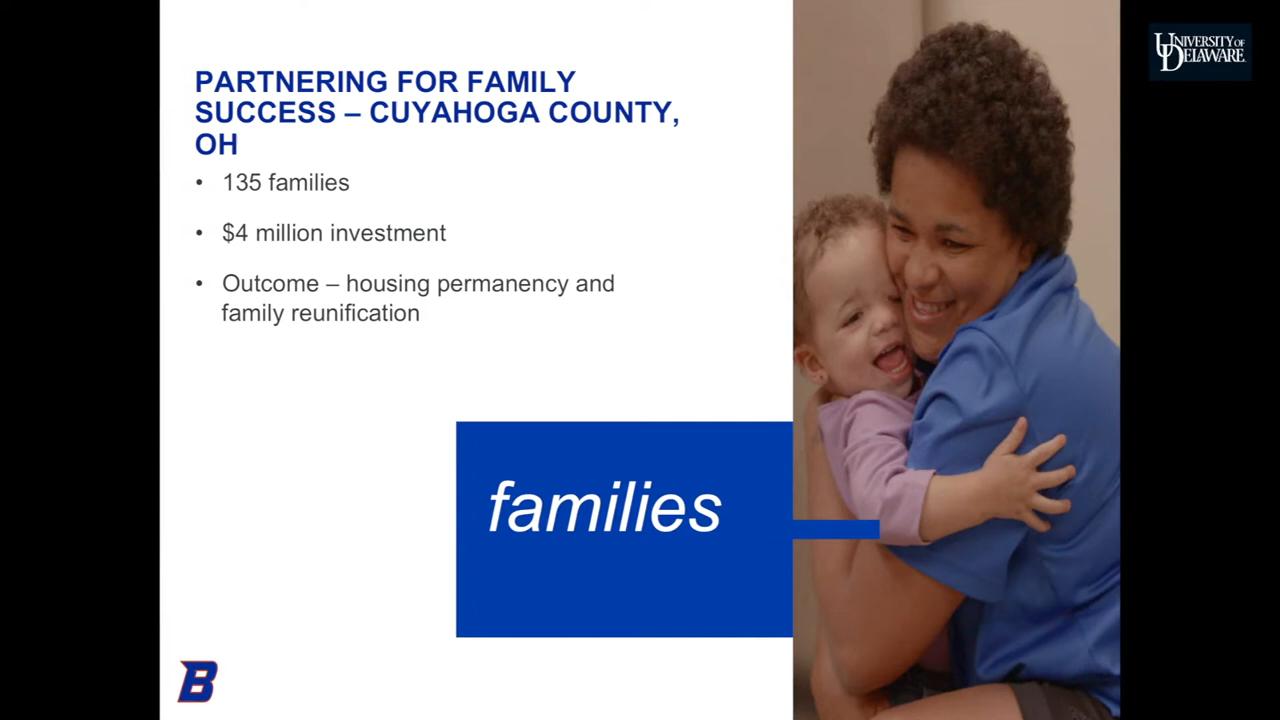 PARTNERING FOR FAMILY
SUCCESS – CUYAHOGA COUNTY,
OH
• 135 families
• $4 million investment
• Outcome – housing permanency and
family reunification
families
B
UNIVERSITY OF
DELAWARE